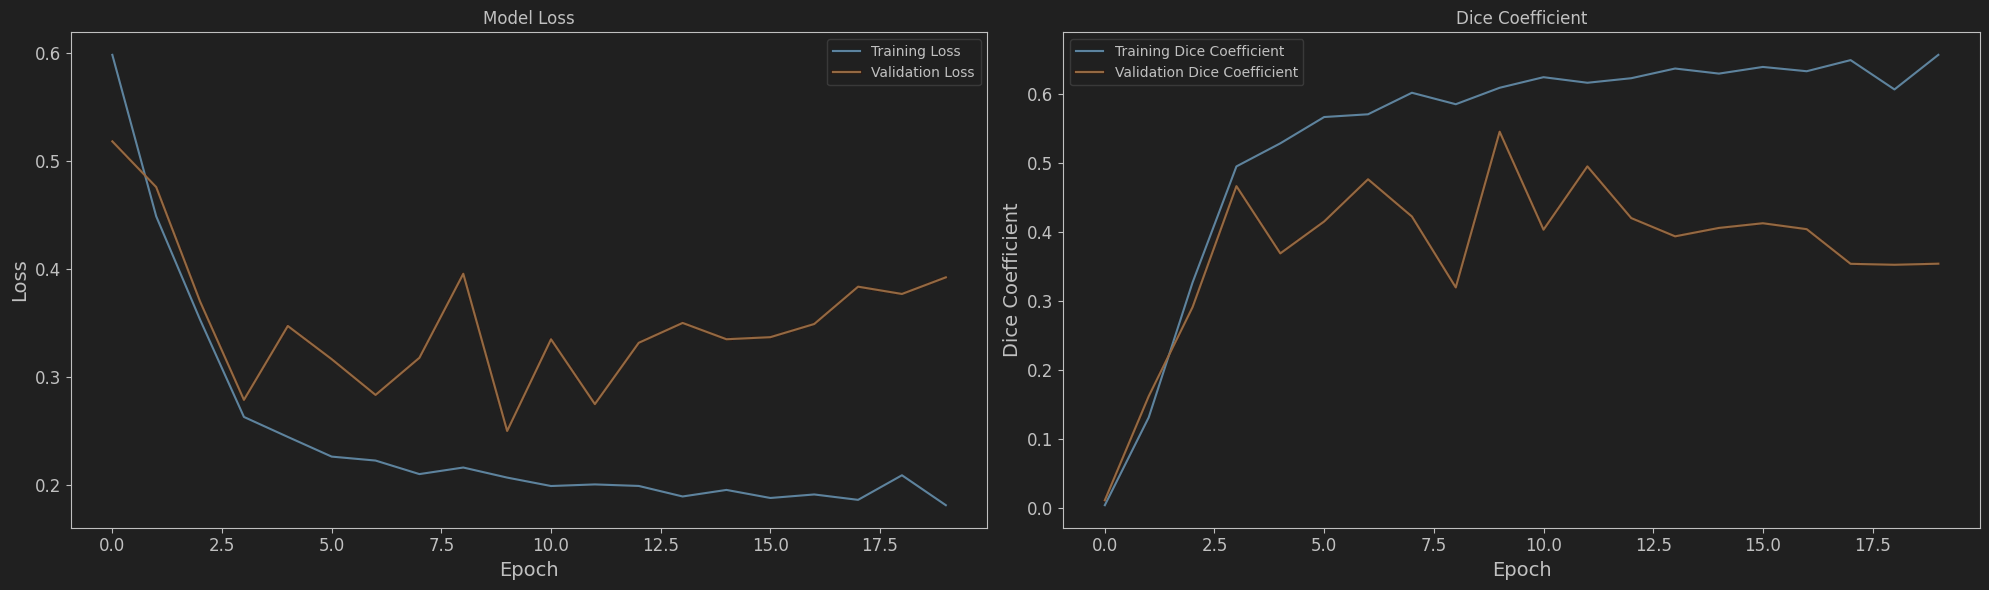 Model Loss
Training Loss
Validation Loss
0.6
0.5
0.4
0.3
0.2
Loss
0.0 2.5 5.0 7.5 10.0 12.5 15.0 17.5
Epoch
Dice Coefficient
Training Dice Coefficient
Validation Dice Coefficient
0.6
0.5
0.4
0.3
0.2
0.1
0.0
Dice Coefficient
0.0 2.5 5.0 7.5 10.0 12.5 15.0 17.5
Epoch